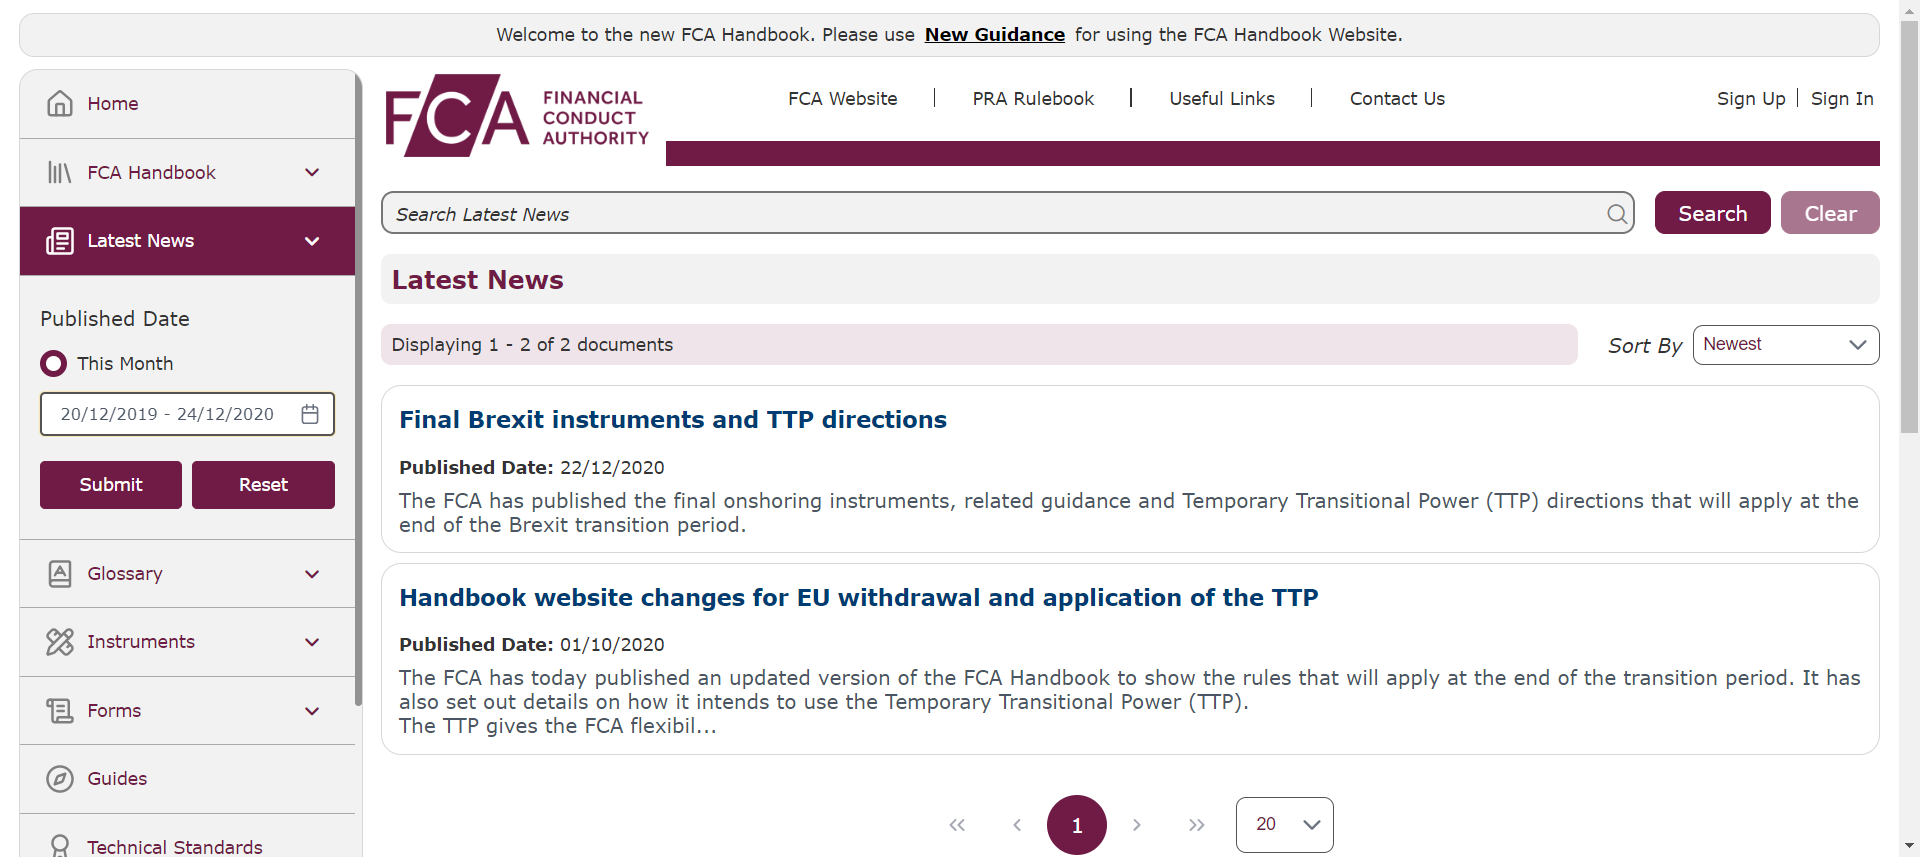 Welcome to the new FCA Handbook. Please use New Guidance for using the FCA Handbook Website.
Home
FCA Handbook
Latest News
Published Date
This Month
20/12/2019 - 24/12/2020
Submit Reset
Glossary
Instruments
Forms
Guides
Technical Standards
FCA FINANCIAL
CONDUCT
AUTHORITY
FCA Website | PRA Rulebook | Useful Links | Contact Us
Sign Up | Sign In
Search Latest News
Search Clear
Latest News
Displaying 1 - 2 of 2 documents
Sort By Newest
Final Brexit instruments and TTP directions
Published Date: 22/12/2020
The FCA has published the final onshoring instruments, related guidance and Temporary Transitional Power (TTP) directions that will apply at the
end of the Brexit transition period.
Handbook website changes for EU withdrawal and application of the TTP
Published Date: 01/10/2020
The FCA has today published an updated version of the FCA Handbook to show the rules that will apply at the end of the transition period. It has
also set out details on how it intends to use the Temporary Transitional Power (TTP).
The TTP gives the FCA flexibil...
1 20